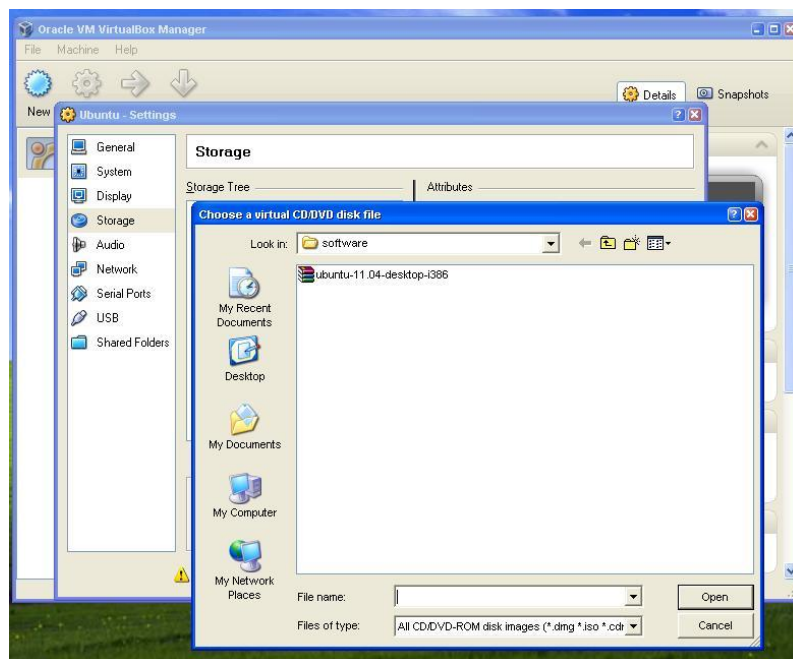 Oracle VM VirtualBox Manager
File Machine Help
New
Details
Snapshots
Ubuntu - Settings
General
System
Display
Storage
Audio
Network
Serial Ports
USB
Shared Folders
Storage
Storage Tree
Attributes
Choose a virtual CD/DVD disk file
Look in:
software
ubuntu-11.04-desktop-i386
My Recent
Documents
Desktop
My Documents
My Computer
My Network
Places
File name:
Open
Files of type:
All CD/DVD-ROM disk images (*.dmg *.iso *.cdr
Cancel